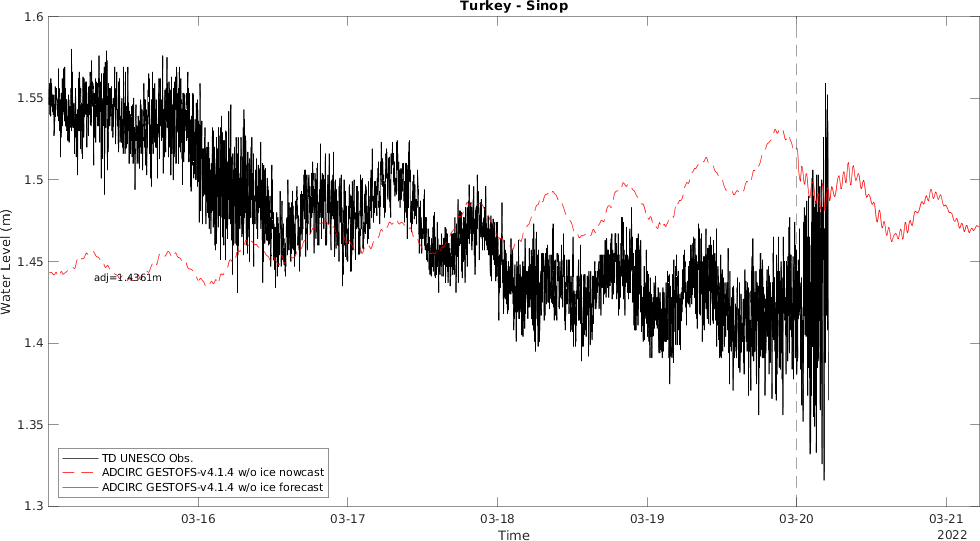 Turkey - Sinop
1.6
1.55
1.5
1.45
1.4
1.35
1.3
Water Level (m)
adj=1.4361m
TD UNESCO Obs.
ADCIRC GESTOFS-v4.1.4 w/o ice nowcast
ADCIRC GESTOFS-v4.1.4 w/o ice forecast
03-16
03-17
03-18
03-19
03-20
03-21
Time
2022